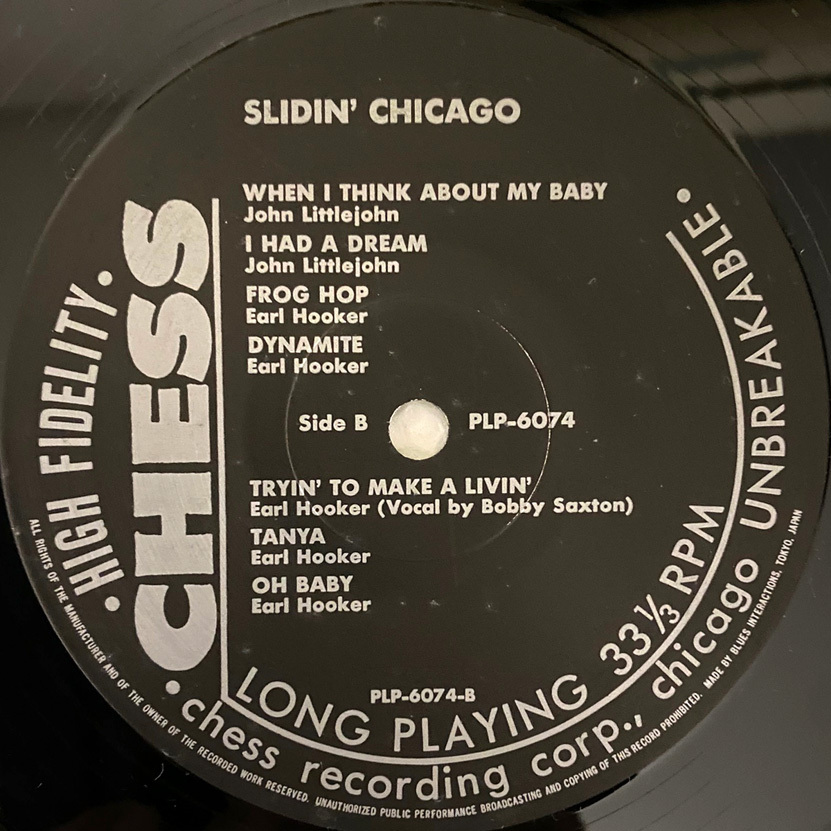 SLIDIN' CHICAGO
WHEN I THINK ABOUT MY BABY
John Littlejohn
I HAD A DREAM
John Littlejohn
FROG HOP
Earl Hooker
DYNAMITE
Earl Hooker
Side B
PLP-6074
TRYIN' TO MAKE A LIVIN'
Earl Hooker (Vocal by Bobby Saxton)
TANYA
Earl Hooker
OH BABY
Earl Hooker
PLP-6074-B
CHESS
LONG PLAYING 33⅓ RPM
• HIGH FIDELITY. • chess recording corp., chicago UNBREAKABLE. •
ALL RIGHTS OF THE MANUFACTURER AND OF THE OWNER OF THE RECORDED WORK RESERVED. UNAUTHORIZED PUBLIC PERFORMANCE BROADCASTING AND COPYING OF THIS RECORD PROHIBITED. MADE BY BLUES INTERACTIONS, TOKYO, JAPAN